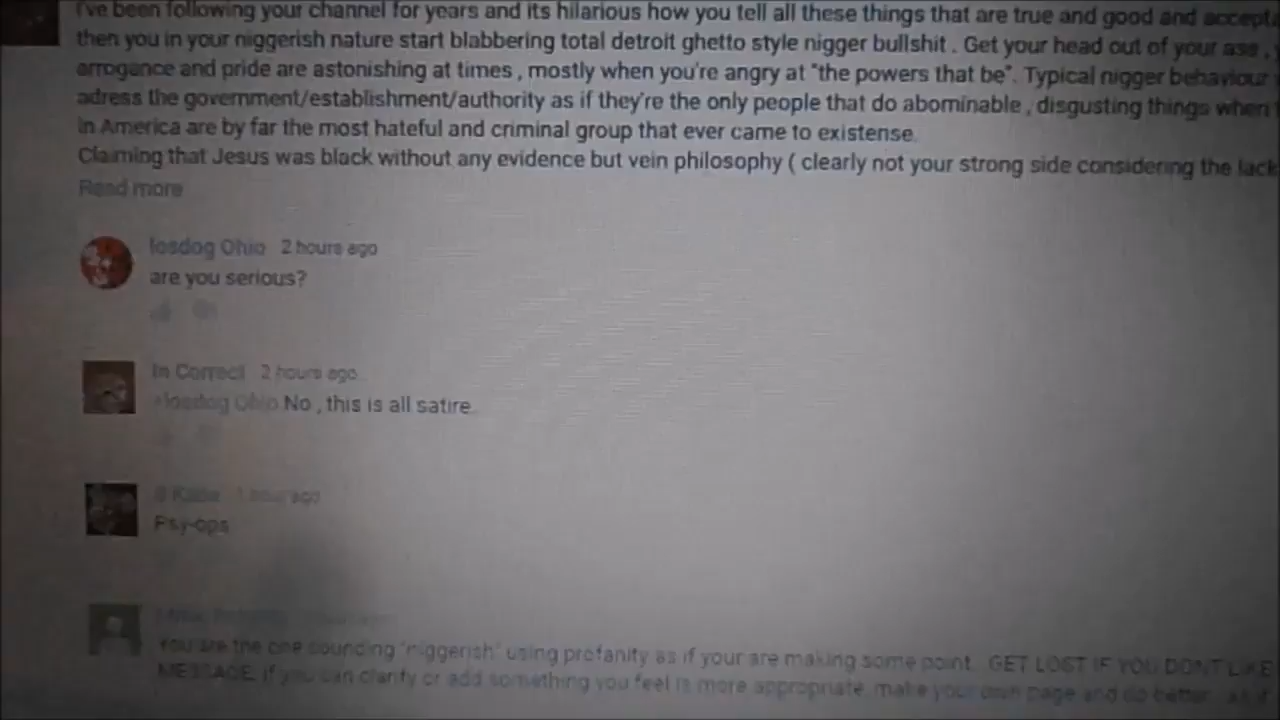 I've been following your channel for years and its hilarious how you tell all these things that are true and good and
then you in your niggerish nature start blabbering total detroit ghetto style nigger bullshit . Get your head out of your ass ,
arrogance and pride are astonishing at times , mostly when you're angry at "the powers that be". Typical nigger behaviour
adress the government/establishment/authority as if they're the only people that do abominable , disgusting things when
in America are by far the most hateful and criminal group that ever came to existense.
Claiming that Jesus was black without any evidence but vein philosophy ( clearly not your strong side considering the lack
Read more
losdog Ohio 2 hours ago
are you serious?
In Correct 2 hours ago
+losdog Ohio No , this is all satire.
1 hour ago
Psy-ops
You are the one sounding 'niggerish' using profanity as if your are making some point. GET LOST IF YOU DONT LIKE
MESSAGE. if you can clarify or add something you feel is more appropriate, make your own page and do better